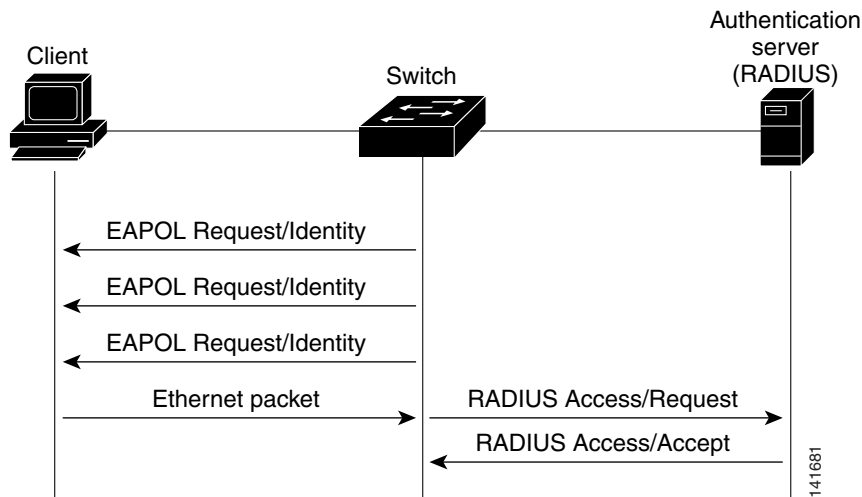 Client
Switch
Authentication
server
(RADIUS)
EAPOL Request/Identity
EAPOL Request/Identity
EAPOL Request/Identity
Ethernet packet
RADIUS Access/Request
RADIUS Access/Accept
141681